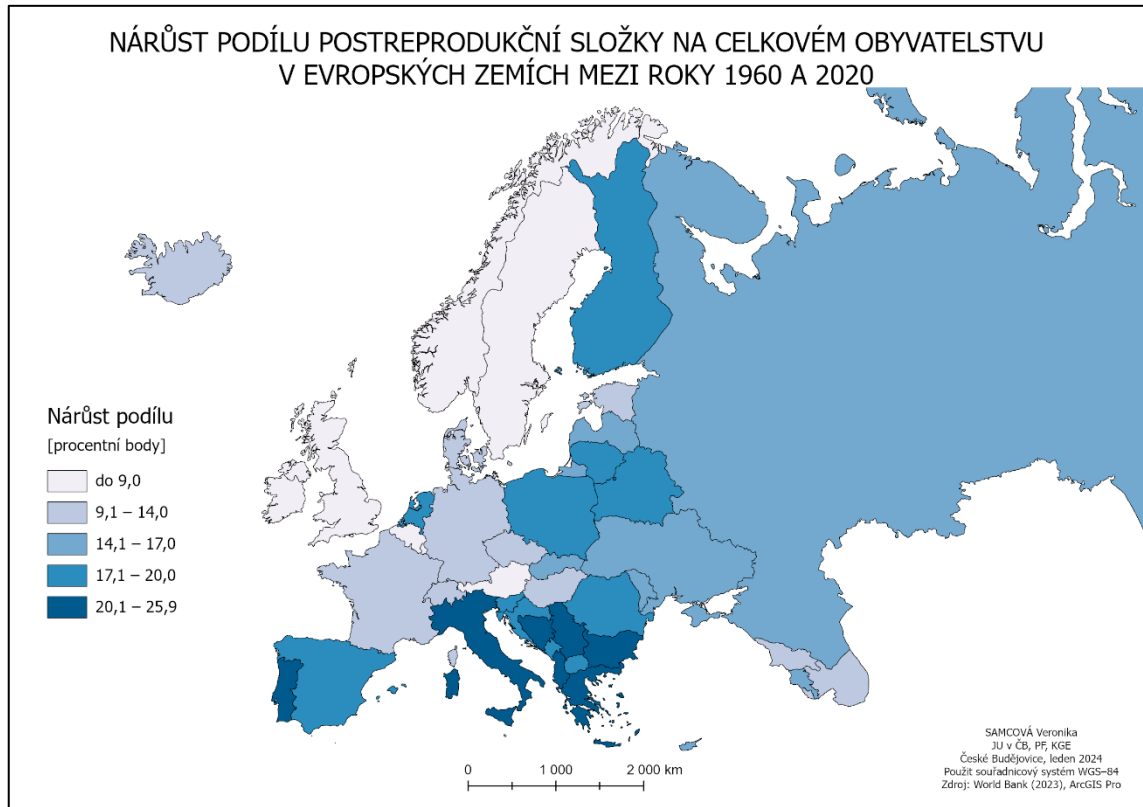 NÁRŮST PODÍLU POSTREPRODUKČNÍ SLOŽKY NA CELKOVÉM OBYVATELSTVU
V EVROPSKÝCH ZEMÍCH MEZI ROKY 1960 A 2020
Nárůst podílu
[procentní body]
do 9,0
9,1 – 14,0
14,1 – 17,0
17,1 – 20,0
20,1 – 25,9
0 1 000 2 000 km
SAMCOVÁ Veronika
JU v ČB, PF, KGE
České Budějovice, leden 2024
Použit souřadnicový systém WGS–84
Zdroj: World Bank (2023), ArcGIS Pro